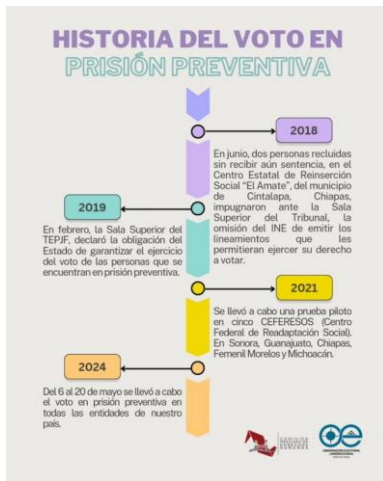 HISTORIA DEL VOTO EN
PRISIÓN PREVENTIVA
2018
En junio, dos personas recluidas
sin recibir aún sentencia, en el
Centro Estatal de Reinserción
Social “El Amate”, del municipio
de Cintalapa, Chiapas,
impugnaron ante la Sala
Superior del Tribunal, la
omisión del INE de emitir los
lineamientos que les
permitieran ejercer su derecho
a votar.
2019
En febrero, la Sala Superior del
TEPJF, declaró la obligación del
Estado de garantizar el ejercicio
del voto de las personas que se
encuentran en prisión preventiva.
2021
Se llevó a cabo una prueba piloto
en cinco CEFERESOS (Centro
Federal de Readaptación Social).
En Sonora, Guanajuato, Chiapas,
Femenil Morelos y Michoacán.
2024
Del 6 al 20 de mayo se llevó a cabo
el voto en prisión preventiva en
todas las entidades de nuestro
país.